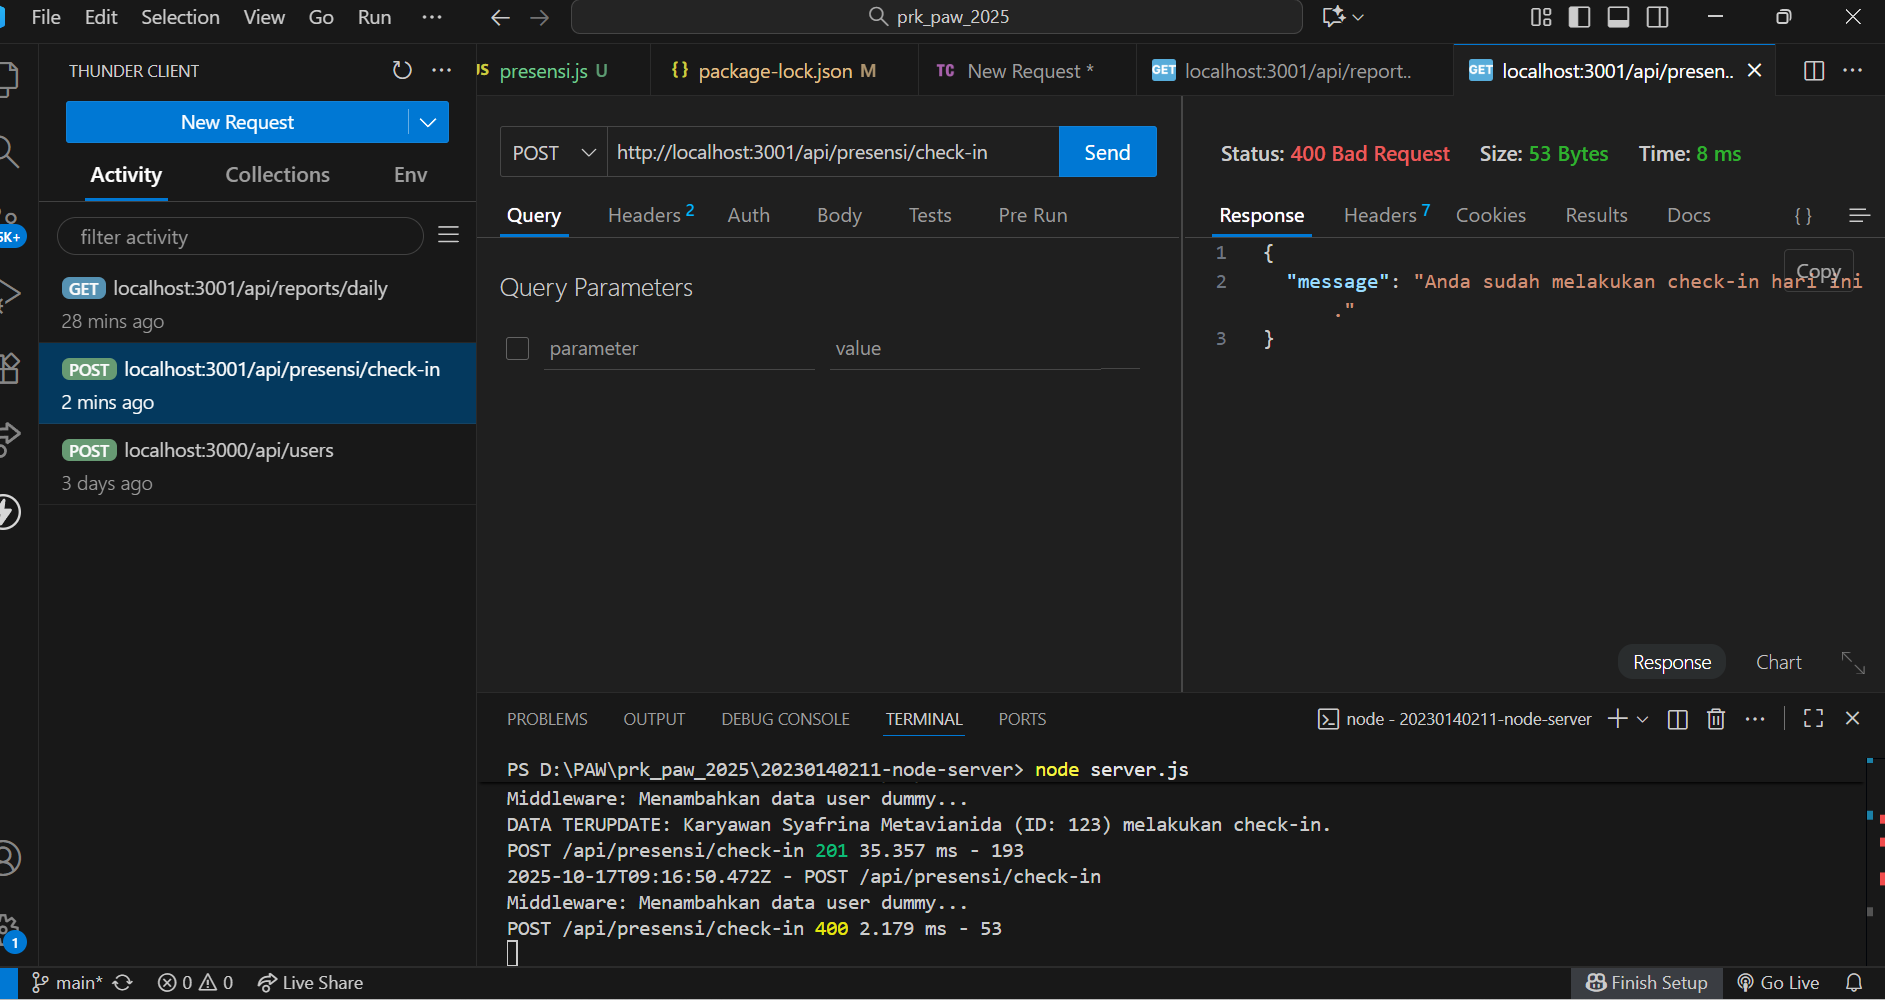 File Edit Selection View Go Run ...
prk_paw_2025
THUNDER CLIENT
New Request
Activity Collections Env
filter activity
GET localhost:3001/api/reports/daily
28 mins ago
POST localhost:3001/api/presensi/check-in
2 mins ago
POST localhost:3000/api/users
3 days ago
5K+
1
JS presensi.js U
{} package-lock.json M
TC New Request *
GET localhost:3001/api/report..
GET localhost:3001/api/presen..
POST http://localhost:3001/api/presensi/check-in Send
Query Headers 2 Auth Body Tests Pre Run
Query Parameters
parameter value
Status: 400 Bad Request Size: 53 Bytes Time: 8 ms
Response Headers 7 Cookies Results Docs { }
Copy
1 {
2 "message": "Anda sudah melakukan check-in hari ini
."
3 }
Response Chart
PROBLEMS OUTPUT DEBUG CONSOLE TERMINAL PORTS
node - 20230140211-node-server
PS D:\PAW\prk_paw_2025\20230140211-node-server> node server.js
Middleware: Menambahkan data user dummy...
DATA TERUPDATE: Karyawan Syafrina Metavianida (ID: 123) melakukan check-in.
POST /api/presensi/check-in 201 35.357 ms - 193
2025-10-17T09:16:50.472Z - POST /api/presensi/check-in
Middleware: Menambahkan data user dummy...
POST /api/presensi/check-in 400 2.179 ms - 53
main* 0 0 Live Share Finish Setup Go Live